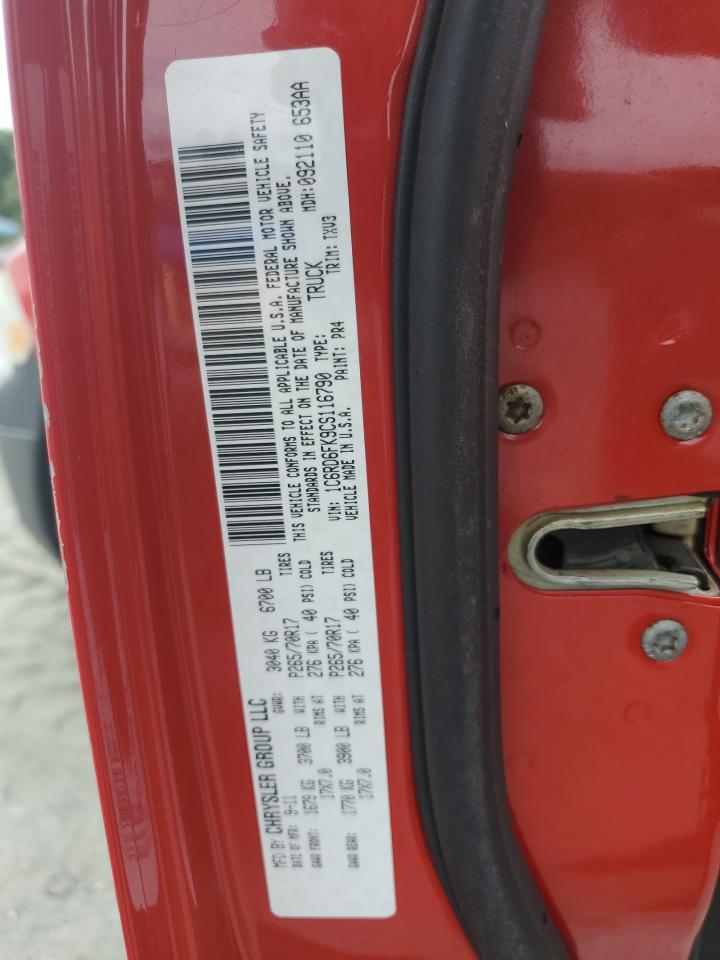 MFD BY CHRYSLER GROUP LLC
DATE OF MFR: 9-11 GVWR: 3040 KG 6700 LB
GAWR FRONT: 1679 KG 3700 LB WITH P265/70R17 TIRES
17X7.0 RIMS AT 276 KPA ( 40 PSI) COLD
GAWR REAR: 1770 KG 3900 LB WITH P265/70R17 TIRES
17X7.0 RIMS AT 276 KPA ( 40 PSI) COLD
THIS VEHICLE CONFORMS TO ALL APPLICABLE U.S.A. FEDERAL MOTOR VEHICLE SAFETY
STANDARDS IN EFFECT ON THE DATE OF MANUFACTURE SHOWN ABOVE.
VIN: 1C6RD6FK9CS116790 TYPE: TRUCK MDH:092110 653AA
VEHICLE MADE IN U.S.A. PAINT: PR4 TRIM: TXV3